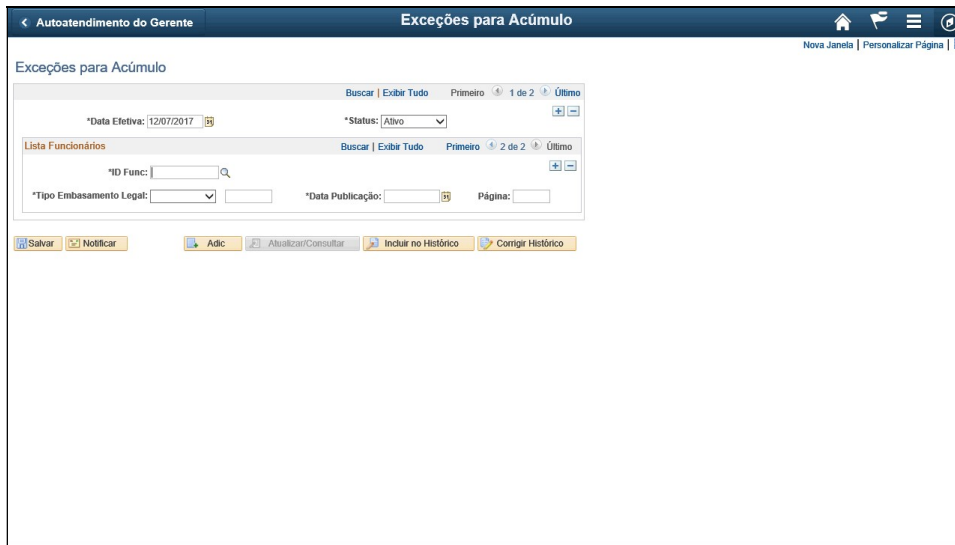 Autoatendimento do Gerente Exceções para Acúmulo
Nova Janela | Personalizar Página |
Exceções para Acúmulo
Buscar | Exibir Tudo Primeiro 1 de 2 Último
*Data Efetiva: 12/07/2017 *Status: Ativo
Lista Funcionários Buscar | Exibir Tudo Primeiro 2 de 2 Último
*ID Func:
*Tipo Embasamento Legal: *Data Publicação: Página:
Salvar Notificar Adic Atualizar/Consultar Incluir no Histórico Corrigir Histórico